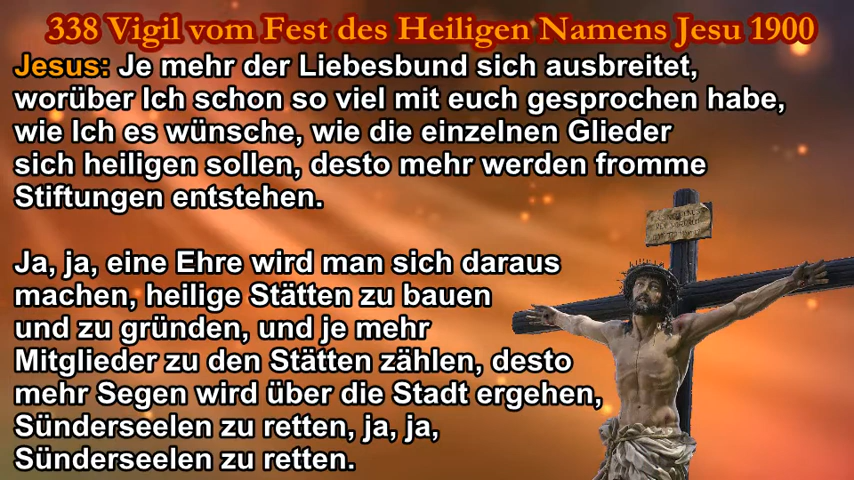 338 Vigil vom Fest des Heiligen Namens Jesu 1900
Jesus: Je mehr der Liebesbund sich ausbreitet,
worüber Ich schon so viel mit euch gesprochen habe,
wie Ich es wünsche, wie die einzelnen Glieder
sich heiligen sollen, desto mehr werden fromme
Stiftungen entstehen.
Ja, ja, eine Ehre wird man sich daraus
machen, heilige Stätten zu bauen
und zu gründen, und je mehr
Mitglieder zu den Stätten zählen, desto
mehr Segen wird über die Stadt ergehen,
Sünderseelen zu retten, ja, ja,
Sünderseelen zu retten.